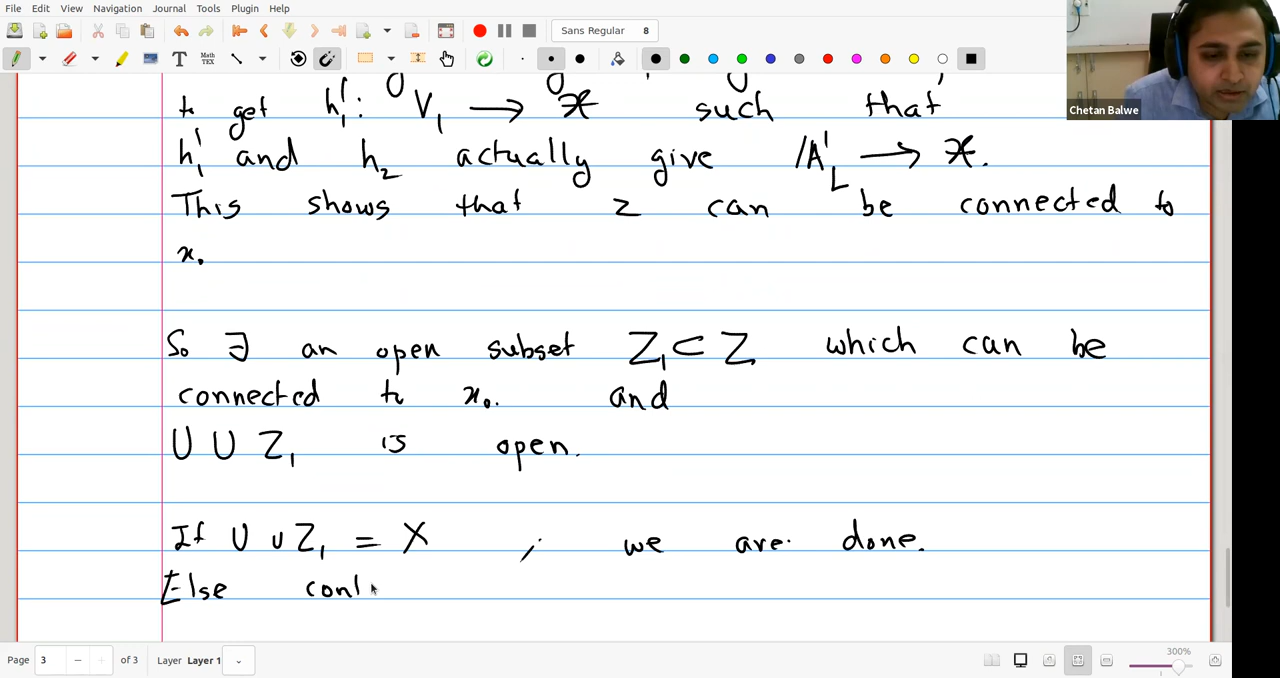 File Edit View Navigation Journal Tools Plugin Help
Sans Regular 8
to get h₁': V₁ → 𝒳 such that
h₁' and h₂ actually give /A'_L → 𝒳.
This shows that z can be connected to
x₀
So ∃ an open subset Z₁ ⊂ Z which can be
connected to x₀. and
U ∪ Z₁ is open.
If U ∪ Z₁ = X , we are done.
Else cont
Page 3 of 3 Layer Layer 1 300%
Chetan Balwe